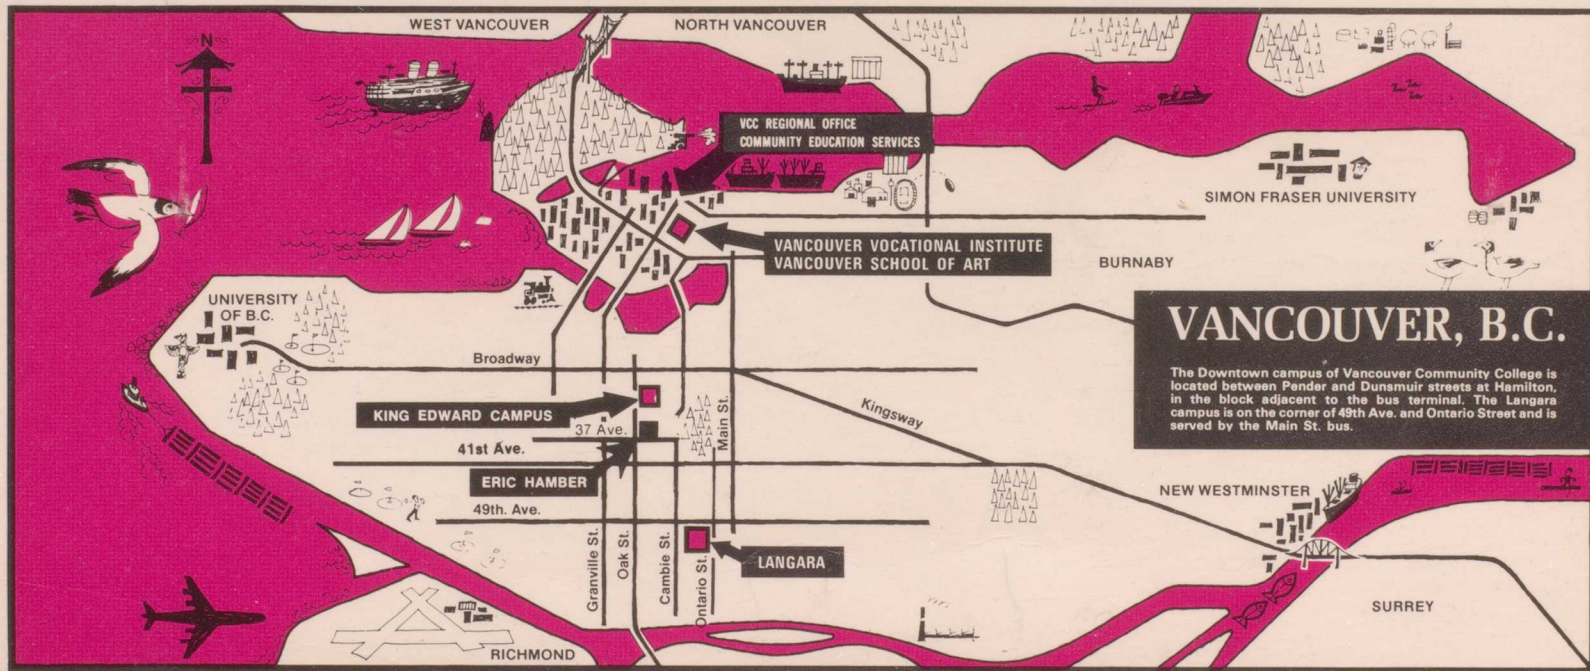 WEST VANCOUVER
NORTH VANCOUVER
N
VCC REGIONAL OFFICE
COMMUNITY EDUCATION SERVICES
SIMON FRASER UNIVERSITY
VANCOUVER VOCATIONAL INSTITUTE
VANCOUVER SCHOOL OF ART
BURNABY
UNIVERSITY
OF B.C.
VANCOUVER, B.C.
The Downtown campus of Vancouver Community College is
located between Pender and Dunsmuir streets at Hamilton,
in the block adjacent to the bus terminal. The Langara
campus is on the corner of 49th Ave. and Ontario Street and is
served by the Main St. bus.
Broadway
KING EDWARD CAMPUS
Kingsway
Main St.
37 Ave.
41st Ave.
ERIC HAMBER
NEW WESTMINSTER
49th. Ave.
Granville St.
Oak St.
Cambie St.
Ontario St.
LANGARA
SURREY
RICHMOND